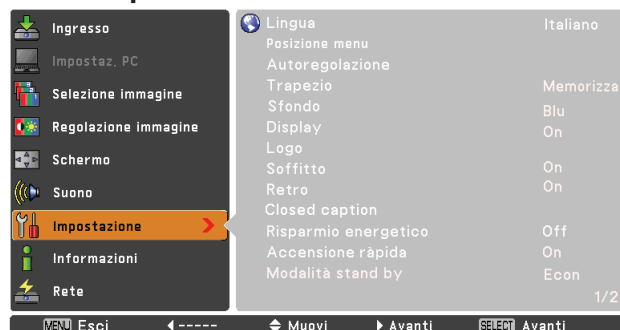 Ingresso
Impostaz. PC
Selezione immagine
Regolazione immagine
Schermo
Suono
Impostazione
Informazioni
Rete
Lingua Italiano
Posizione menu
Autoregolazione
Trapezio Memorizza
Sfondo Blu
Display On
Logo
Soffitto On
Retro On
Closed caption
Risparmio energetico Off
Accensione ràpida On
Modalità stand by Econ
1/2
MENU Esci ----- Muovi Avanti SELECT Avanti